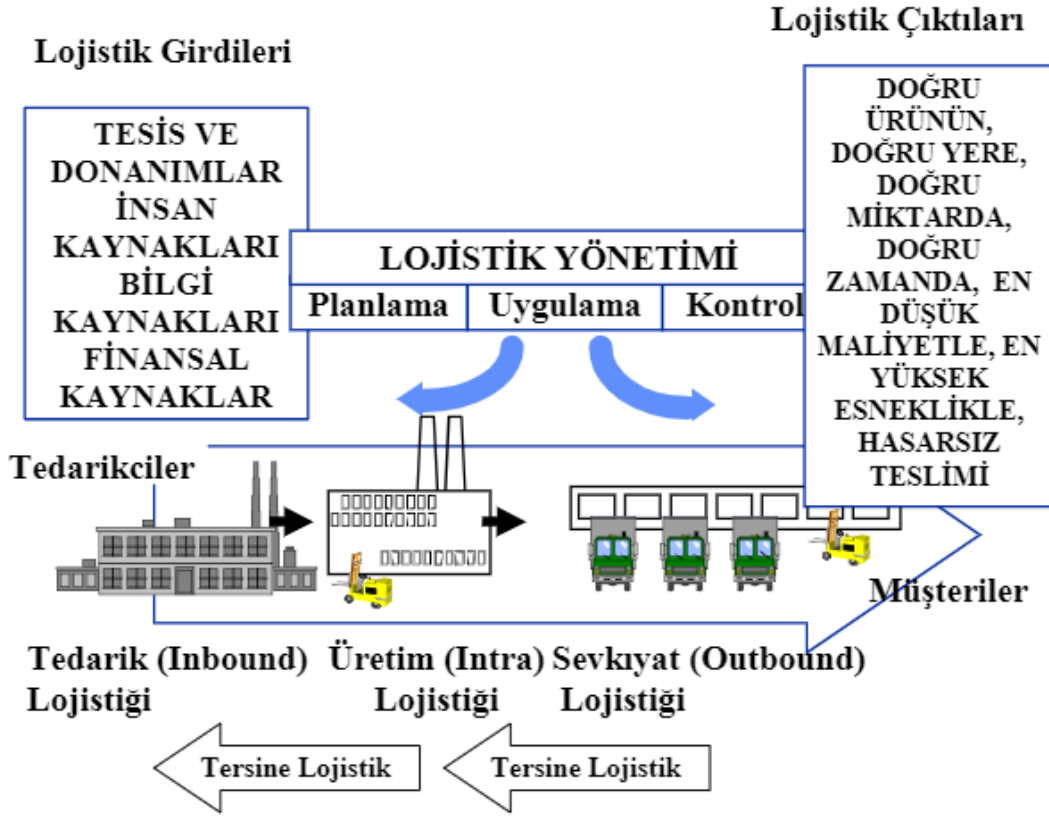 Lojistik Girdileri
Lojistik Çıktıları
TESİS VE
DONANIMLAR
İNSAN
KAYNAKLARI
BİLGİ
KAYNAKLARI
FİNANSAL
KAYNAKLAR
LOJİSTİK YÖNETİMİ
Planlama
Uygulama
Kontrol
DOĞRU
ÜRÜNÜN,
DOĞRU YERE,
DOĞRU
MİKTARDA,
DOĞRU
ZAMANDA, EN
DÜŞÜK
MALİYETLE, EN
YÜKSEK
ESNEKLİKLE,
HASARSIZ
TESLİMİ
Tedarikciler
Müşteriler
Tedarik (Inbound)
Lojistiği
Üretim (Intra)
Lojistiği
Sevkıyat (Outbound)
Lojistiği
Tersine Lojistik
Tersine Lojistik